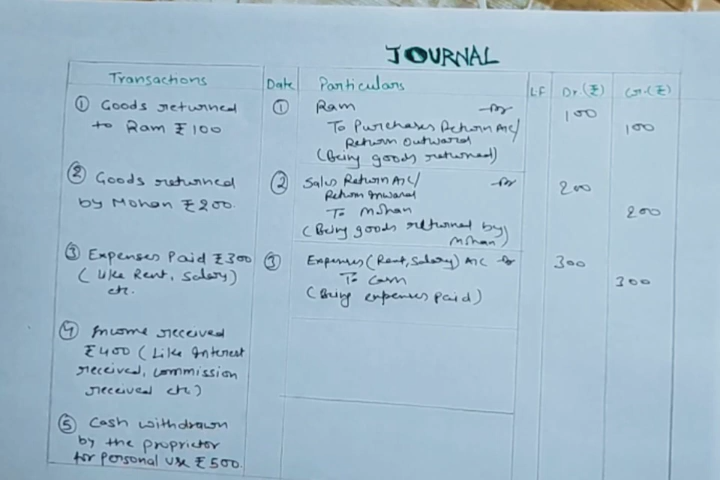 JOURNAL
Transactions Date Particulars LF Dr.(₹) Cr.(₹)
① Goods returned
to Ram ₹100
① Ram Dr 100
To Purchases Return A/c/ 100
Return Outward
(Being goods returned)
② Goods returned
by Mohan ₹200.
② Sales Return A/c/ Dr 200
Return Inward
To Mohan 200
(Being goods returned by
Mohan)
③ Expenses Paid ₹300
(Like Rent, Salary)
etc.
③ Expenses (Rent, Salary) A/c Dr 300
To Cash 300
(Being expenses paid)
④ Income received
₹400 (Like Interest
received, commission
received etc)
⑤ Cash withdrawn
by the proprietor
for personal use ₹500.